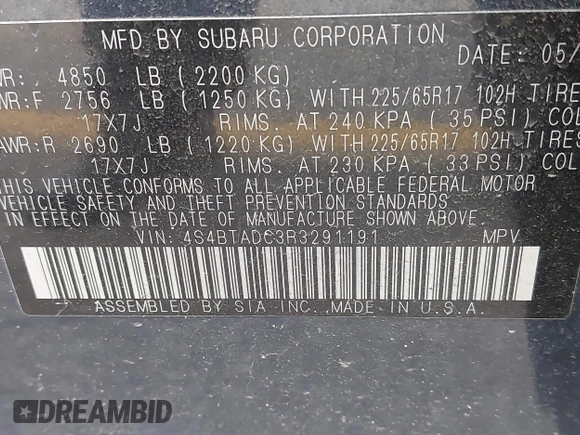 MFD BY SUBARU CORPORATION
DATE: 05/
WR: 4850 LB ( 2200 KG)
WR:F 2756 LB ( 1250 KG) WITH 225/65R17 102H TIRE
17X7J RIMS. AT 240 KPA ( 35 PSI) COL
AWR:R 2690 LB ( 1220 KG) WITH 225/65R17 102H TIRES
17X7J RIMS. AT 230 KPA ( 33 PSI) COL
THIS VEHICLE CONFORMS TO ALL APPLICABLE FEDERAL MOTOR
VEHICLE SAFETY AND THEFT PREVENTION STANDARDS
IN EFFECT ON THE DATE OF MANUFACTURE SHOWN ABOVE.
VIN: 4S4BTADC3R3291191 MPV
ASSEMBLED BY SIA INC. MADE IN U.S.A.
DREAMBID